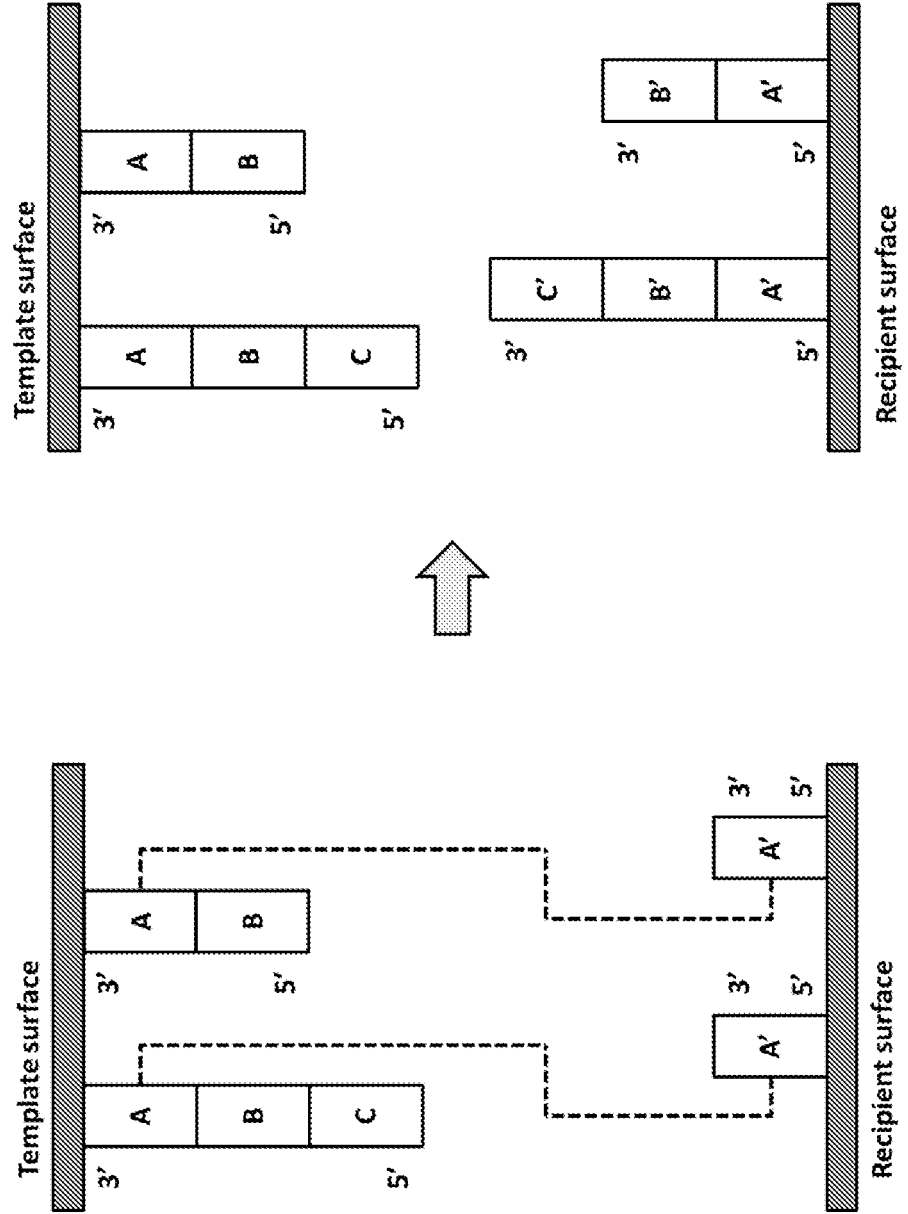 Template surface
3' A 3' A
B B
5'
C
5'
A' 3' A' 3'
5' 5'
Recipient surface
Template surface
3' A 3' A
B B
5'
C
5'
3' C'
B' 3' B'
A' A'
5' 5'
Recipient surface